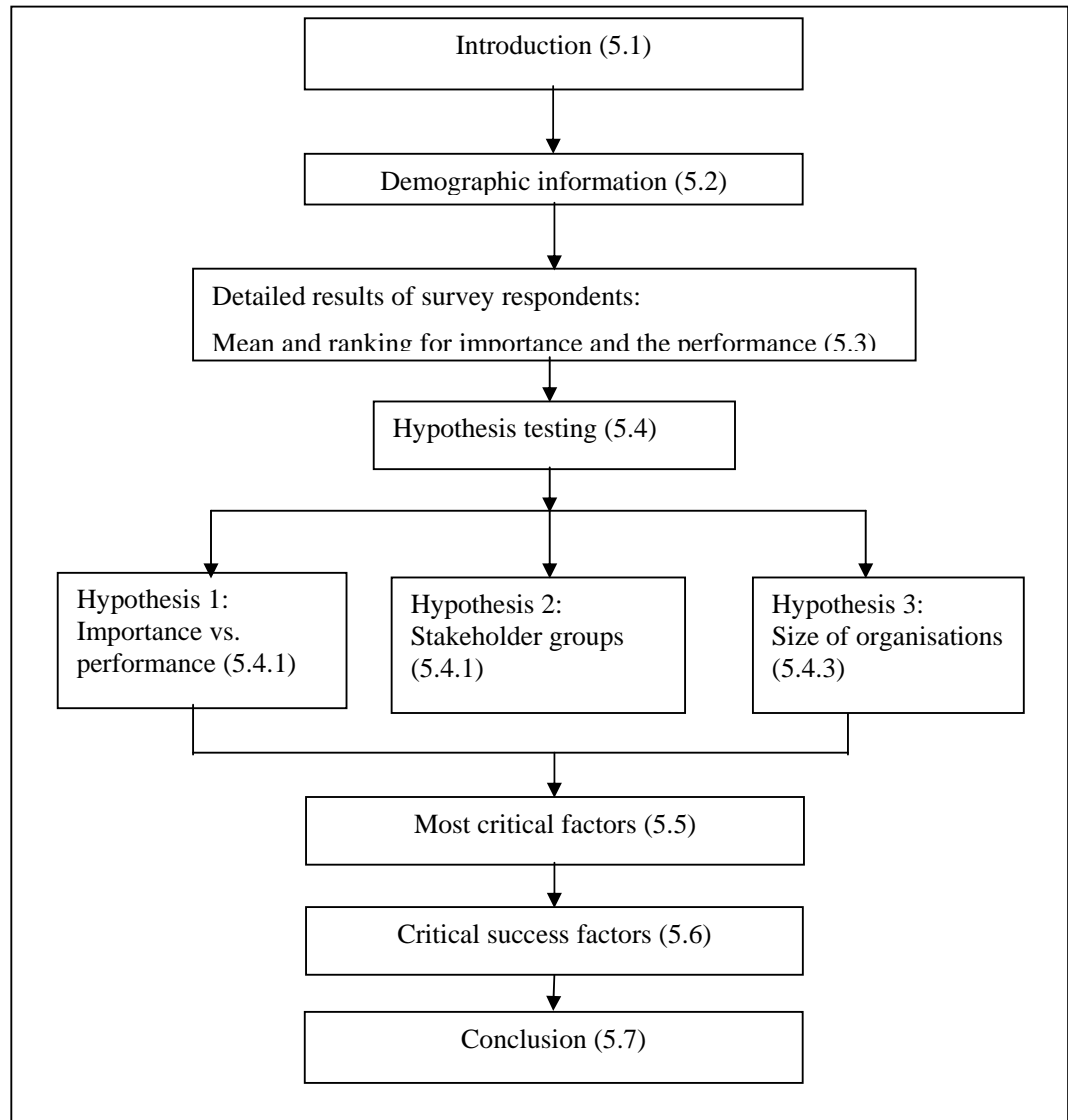 Introduction (5.1)
Demographic information (5.2)
Detailed results of survey respondents:
Mean and ranking for importance and the performance (5.3)
Hypothesis testing (5.4)
Hypothesis 1:
Importance vs.
performance (5.4.1)
Hypothesis 2:
Stakeholder groups
(5.4.1)
Hypothesis 3:
Size of organisations
(5.4.3)
Most critical factors (5.5)
Critical success factors (5.6)
Conclusion (5.7)